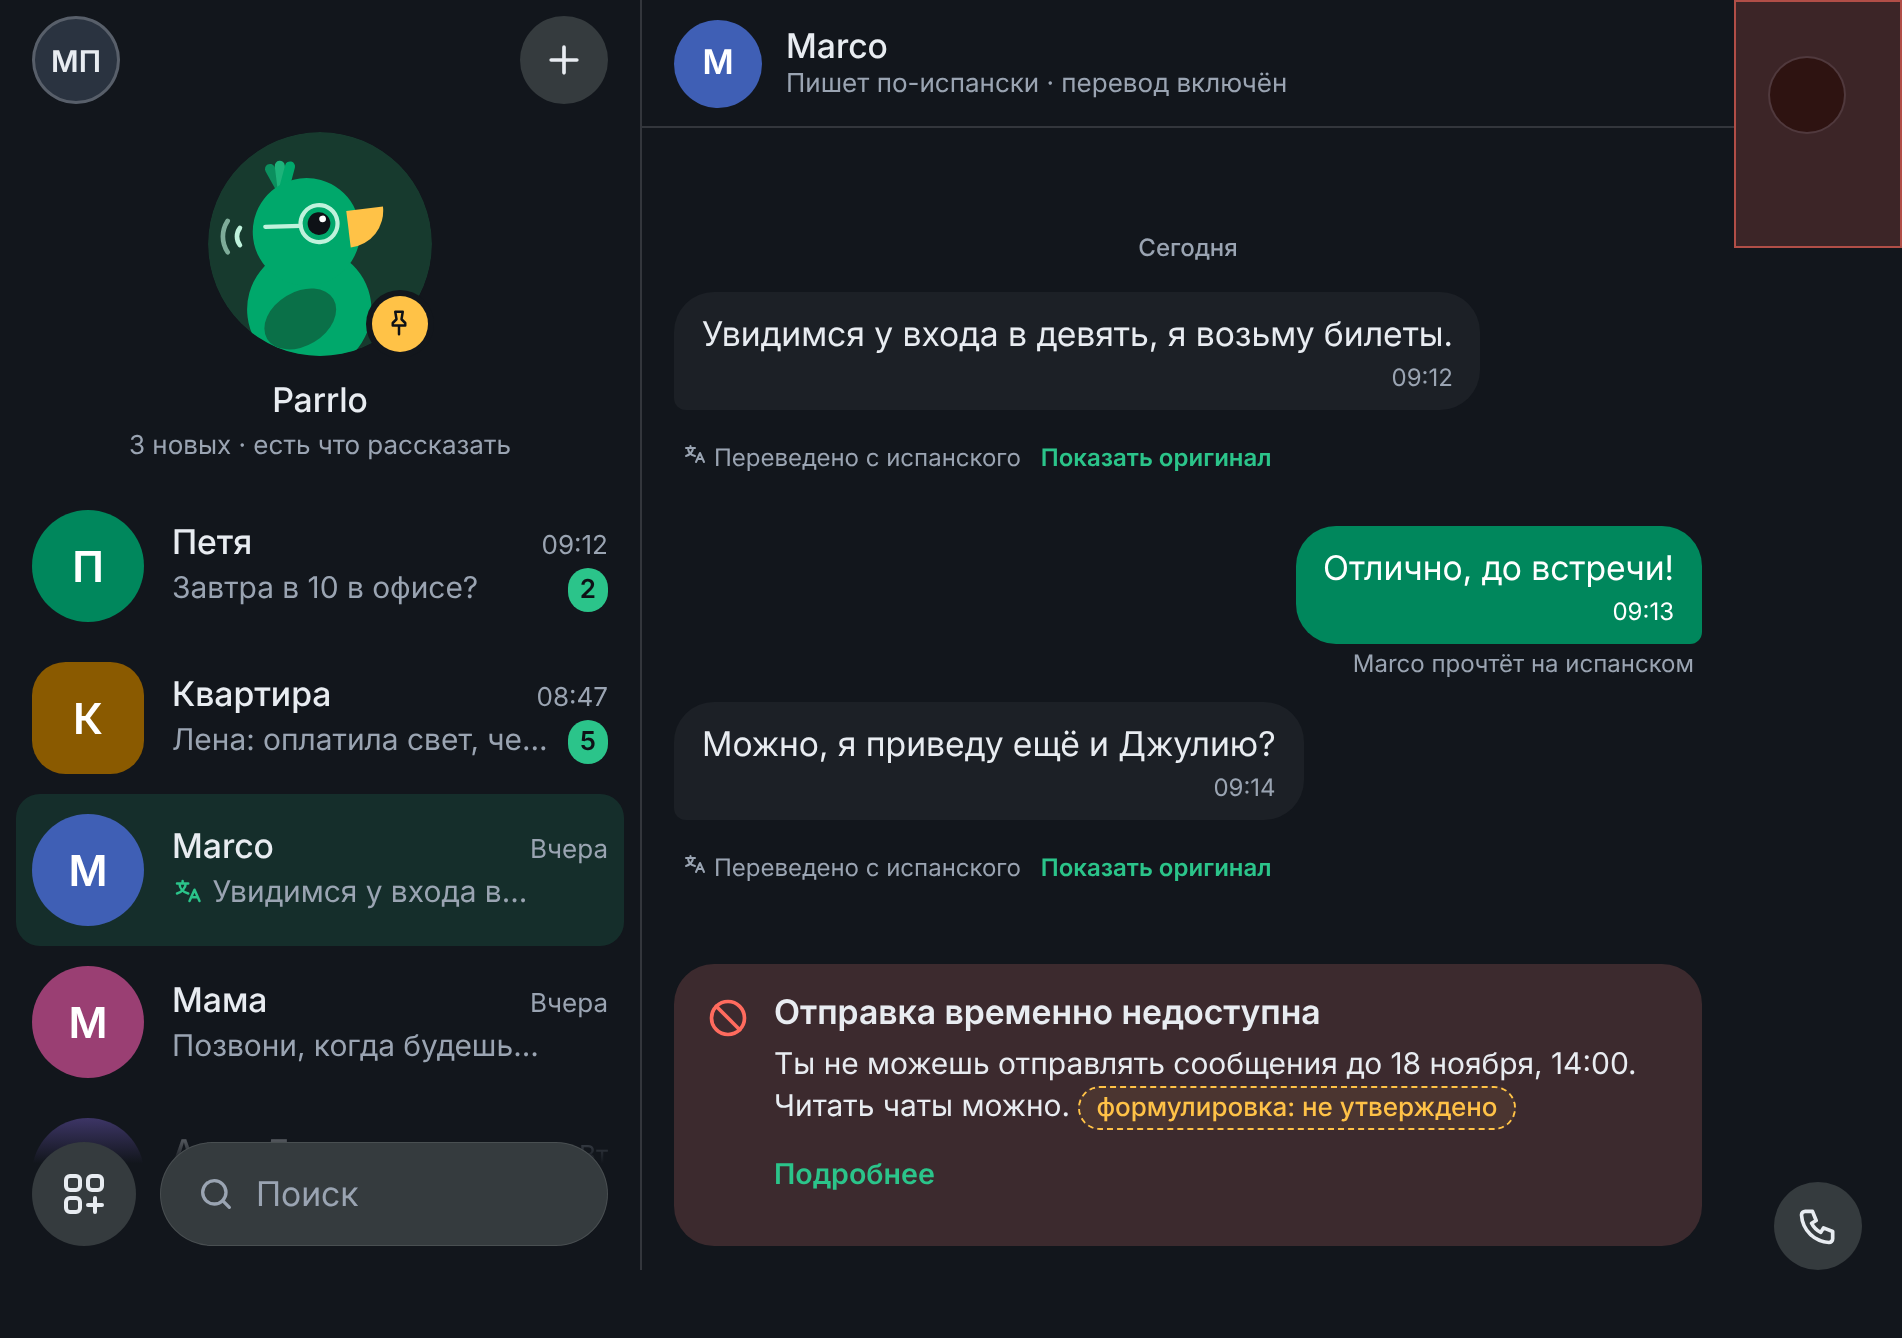 МП
Parrlo
3 новых · есть что рассказать
Петя
09:12
Завтра в 10 в офисе?
2
П
Квартира
08:47
Лена: оплатила свет, че...
5
К
Marco
Вчера
Увидимся у входа в...
M
Мама
Вчера
Позвони, когда будешь...
М
Поиск
M
Marco
Пишет по-испански · перевод включён
Сегодня
Увидимся у входа в девять, я возьму билеты.
09:12
Переведено с испанского Показать оригинал
Отлично, до встречи!
09:13
Marco прочтёт на испанском
Можно, я приведу ещё и Джулию?
09:14
Переведено с испанского Показать оригинал
Отправка временно недоступна
Ты не можешь отправлять сообщения до 18 ноября, 14:00.
Читать чаты можно. формулировка: не утверждено
Подробнее